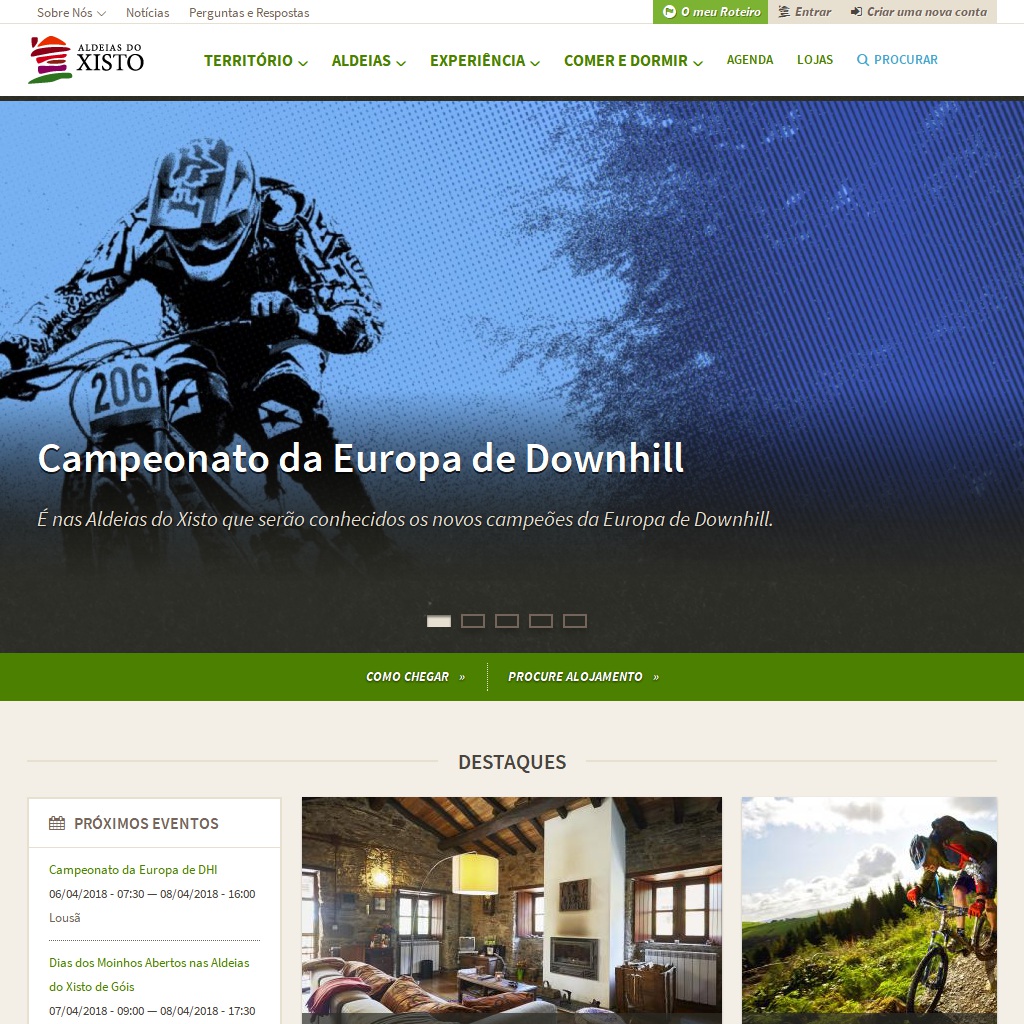 Sobre Nós
Notícias
Perguntas e Respostas
O meu Roteiro
Entrar
Criar uma nova conta
ALDEIAS DO
XISTO
TERRITÓRIO
ALDEIAS
EXPERIÊNCIA
COMER E DORMIR
AGENDA
LOJAS
PROCURAR
206
Campeonato da Europa de Downhill
É nas Aldeias do Xisto que serão conhecidos os novos campeões da Europa de Downhill.
COMO CHEGAR »
PROCURE ALOJAMENTO »
DESTAQUES
PRÓXIMOS EVENTOS
Campeonato da Europa de DHI
06/04/2018 - 07:30 — 08/04/2018 - 16:00
Lousã
Dias dos Moinhos Abertos nas Aldeias
do Xisto de Góis
07/04/2018 - 09:00 — 08/04/2018 - 17:30